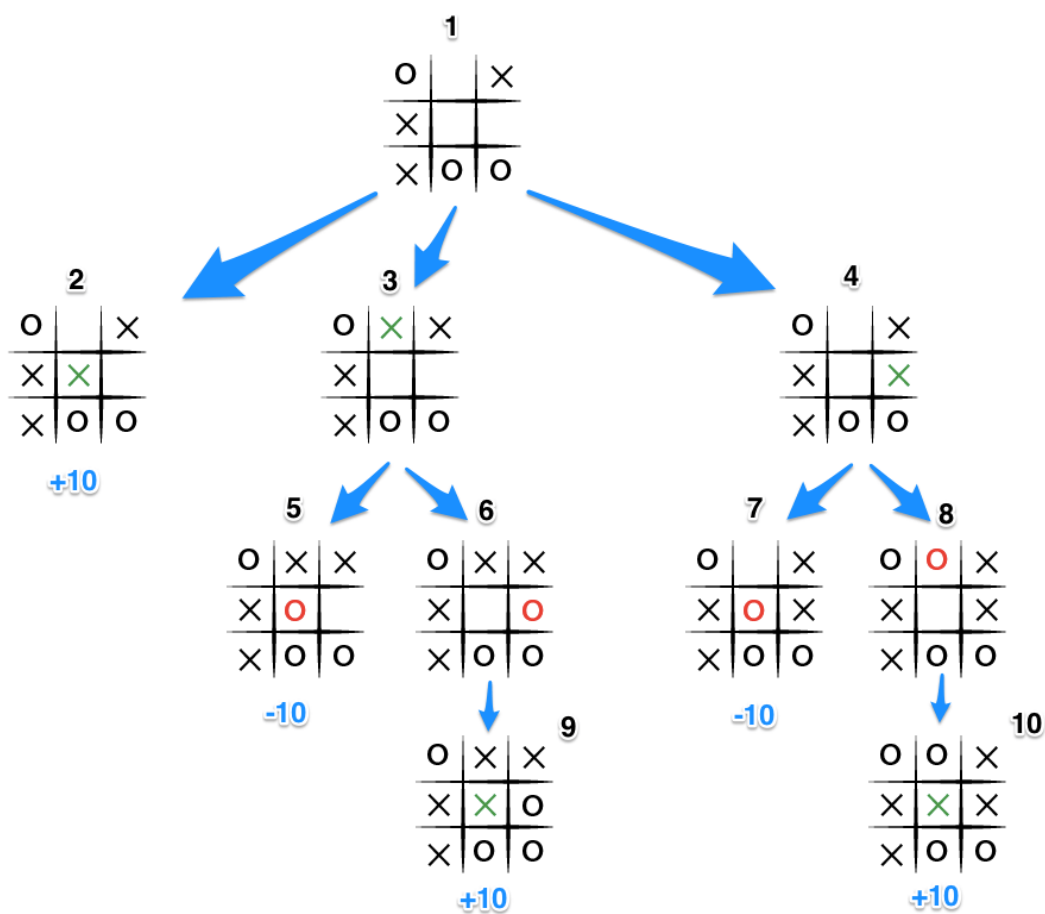 1
O X
X
X O O
2
3
4
O X
O X X
O X
X X
X
X X
X O O
X O O
X O O
+10
5
6
7
8
O X X
O X X
O X
O O X
X O
X O
X O X
X X
X O O
X O O
X O O
X O O
-10
-10
9
10
O X X
O O X
X X O
X X X
X O O
X O O
+10
+10